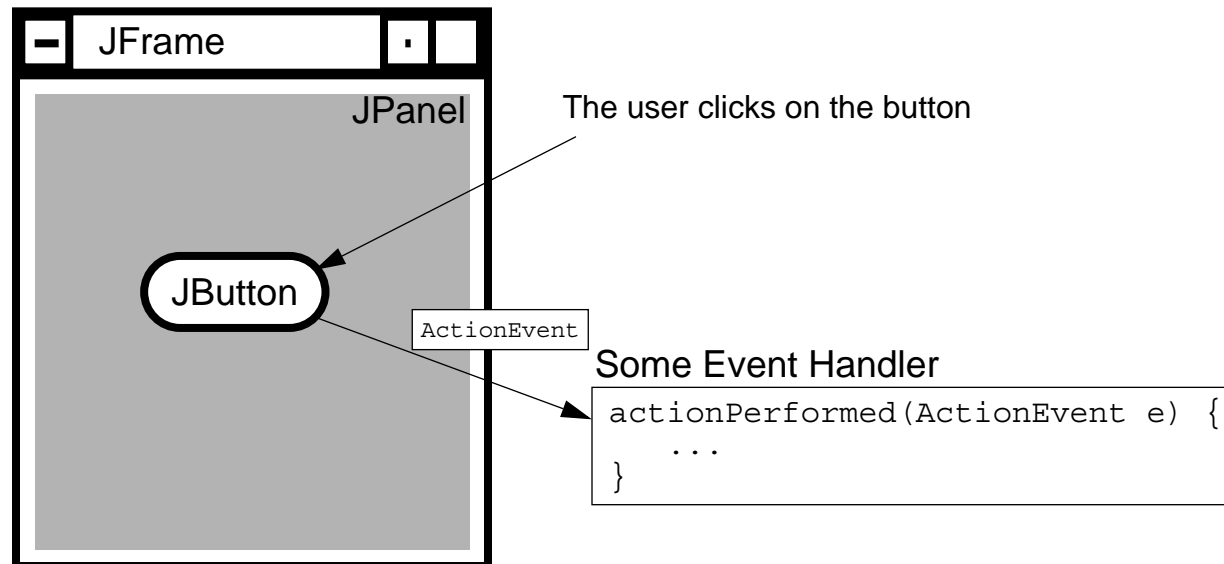 JFrame
JPanel
The user clicks on the button
JButton
ActionEvent
Some Event Handler
actionPerformed(ActionEvent e) {
...
}